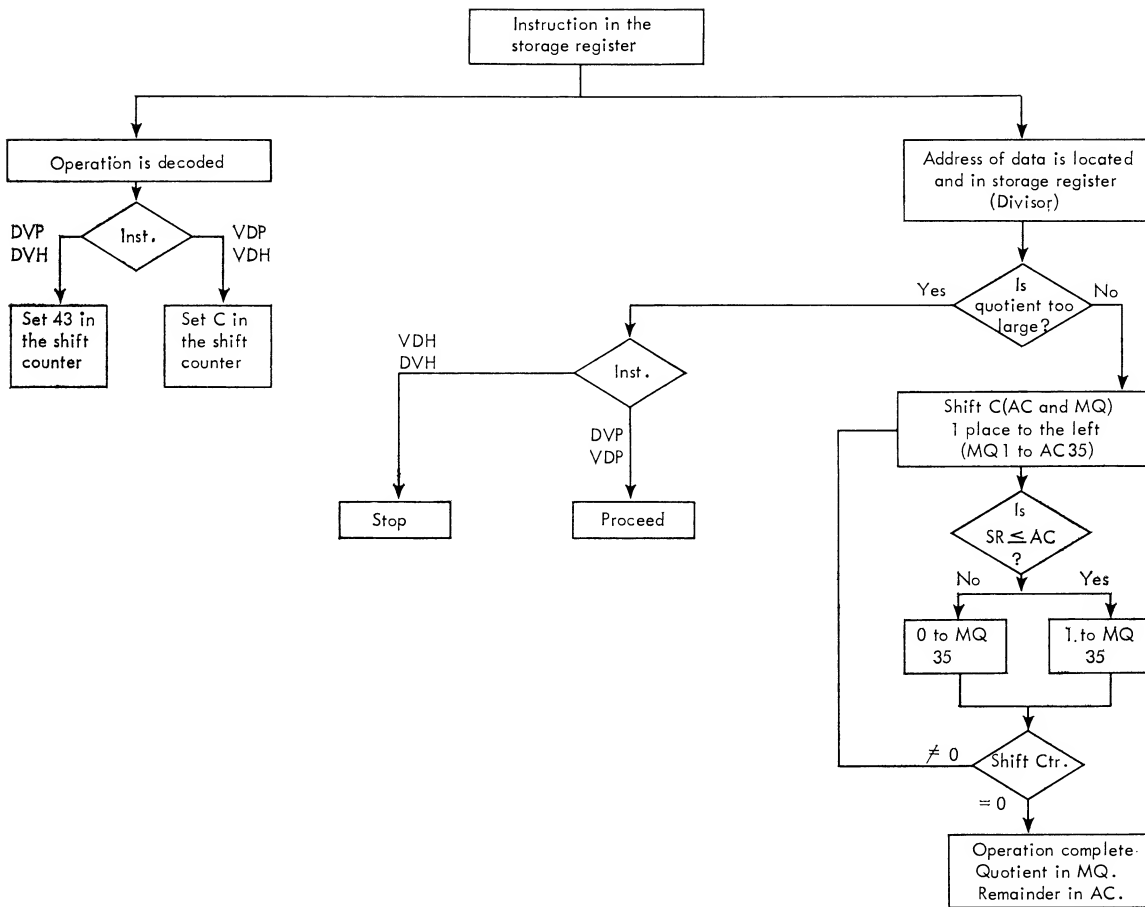 Instruction in the
storage register
Operation is decoded
Inst.
DVP
DVH
VDP
VDH
Set 43 in
the shift
counter
Set C in
the shift
counter
Address of data is located
and in storage register
(Divisor)
Is
quotient too
large?
Yes
No
Inst.
VDH
DVH
DVP
VDP
Stop
Proceed
Shift C(AC and MQ)
1 place to the left
(MQ 1 to AC 35)
Is
SR ≤ AC
?
No
Yes
0 to MQ
35
1. to MQ
35
Shift Ctr.
≠ 0
= 0
Operation complete.
Quotient in MQ.
Remainder in AC.